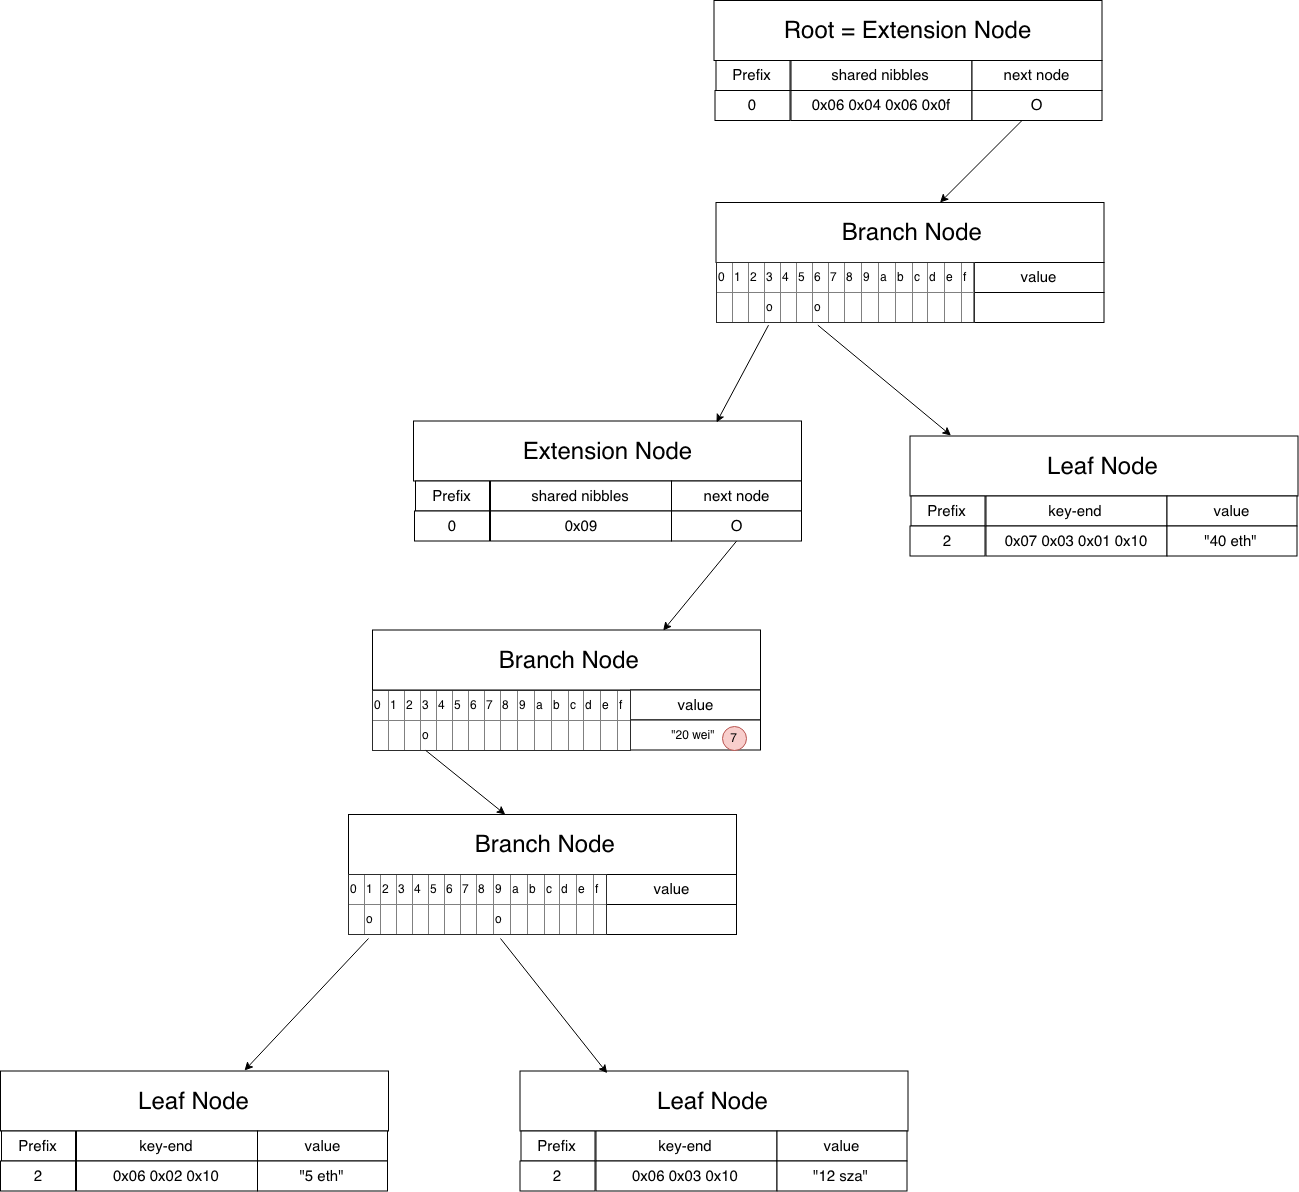 Root = Extension Node
Prefix shared nibbles next node
0 0x06 0x04 0x06 0x0f O
Branch Node
0 1 2 3 4 5 6 7 8 9 a b c d e f value
o o
Extension Node
Prefix shared nibbles next node
0 0x09 O
Leaf Node
Prefix key-end value
2 0x07 0x03 0x01 0x10 "40 eth"
Branch Node
0 1 2 3 4 5 6 7 8 9 a b c d e f value
o "20 wei" 7
Branch Node
0 1 2 3 4 5 6 7 8 9 a b c d e f value
o o
Leaf Node
Prefix key-end value
2 0x06 0x02 0x10 "5 eth"
Leaf Node
Prefix key-end value
2 0x06 0x03 0x10 "12 sza"